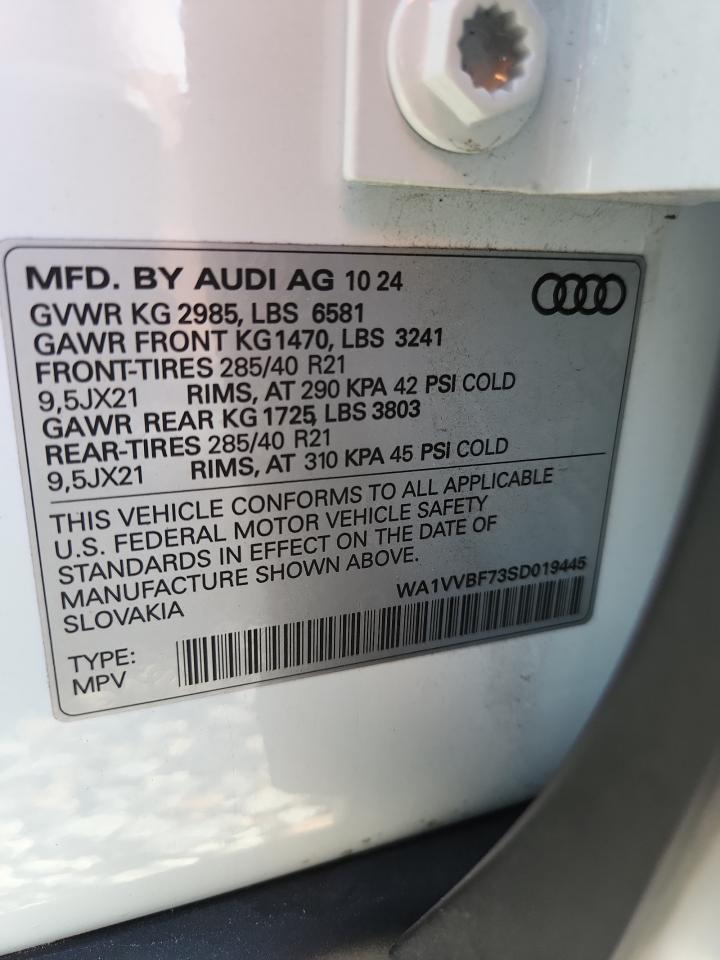 MFD. BY AUDI AG 10 24
GVWR KG 2985, LBS 6581
GAWR FRONT KG1470, LBS 3241
FRONT-TIRES 285/40 R21
9,5JX21 RIMS, AT 290 KPA 42 PSI COLD
GAWR REAR KG1725, LBS 3803
REAR-TIRES 285/40 R21
9,5JX21 RIMS, AT 310 KPA 45 PSI COLD
THIS VEHICLE CONFORMS TO ALL APPLICABLE
U.S. FEDERAL MOTOR VEHICLE SAFETY
STANDARDS IN EFFECT ON THE DATE OF
MANUFACTURE SHOWN ABOVE.
SLOVAKIA WA1VVBF73SD019445
TYPE:
MPV